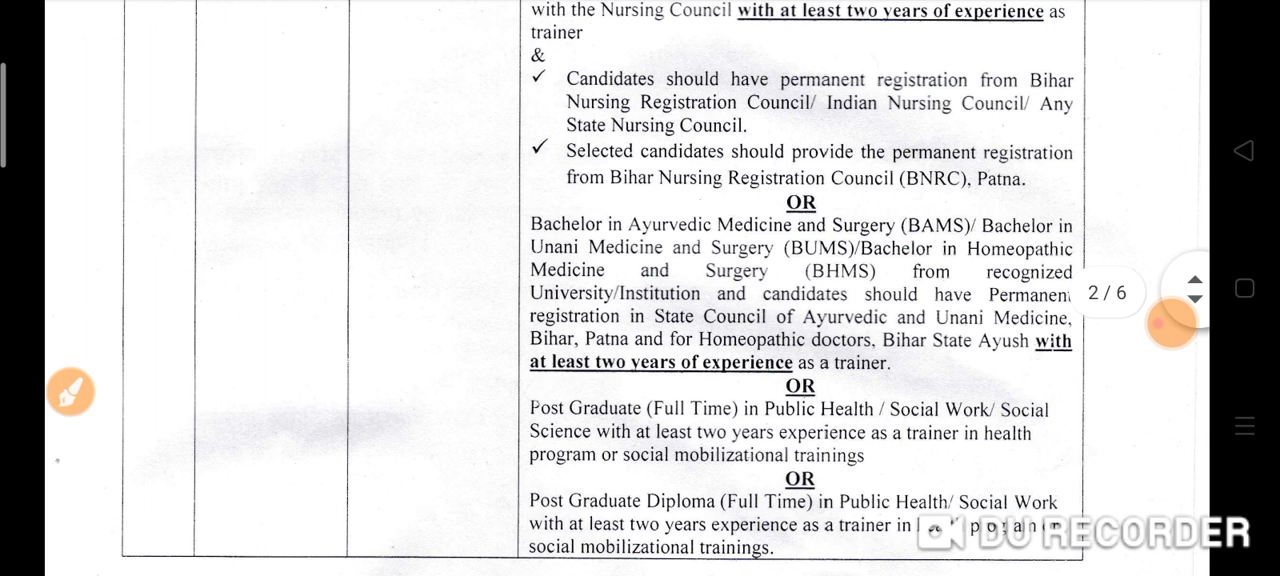 with the Nursing Council with at least two years of experience as
trainer
&
✓ Candidates should have permanent registration from Bihar
Nursing Registration Council/ Indian Nursing Council/ Any
State Nursing Council.
✓ Selected candidates should provide the permanent registration
from Bihar Nursing Registration Council (BNRC), Patna.
OR
Bachelor in Ayurvedic Medicine and Surgery (BAMS)/ Bachelor in
Unani Medicine and Surgery (BUMS)/Bachelor in Homeopathic
Medicine and Surgery (BHMS) from recognized
University/Institution and candidates should have Permanent
2 / 6
registration in State Council of Ayurvedic and Unani Medicine,
Bihar, Patna and for Homeopathic doctors, Bihar State Ayush with
at least two years of experience as a trainer.
OR
Post Graduate (Full Time) in Public Health / Social Work/ Social
Science with at least two years experience as a trainer in health
program or social mobilizational trainings
OR
Post Graduate Diploma (Full Time) in Public Health/ Social Work
with at least two years experience as a trainer in program
social mobilizational trainings.
DU RECORDER